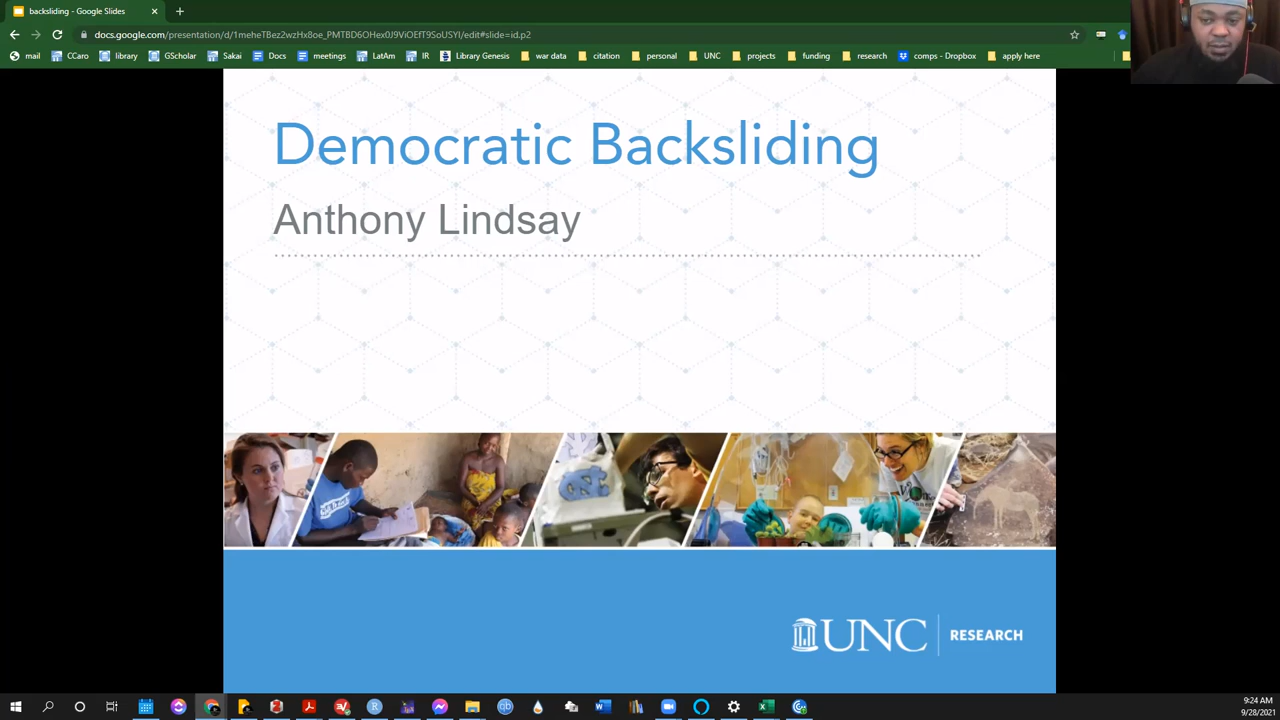 backsliding - Google Slides
docs.google.com/presentation/d/1meheTBez2wzHx8oe_PMTBD6OHex0J9ViOEfT9SoUSYI/edit#slide=id.p2
mail CCaro library GScholar Sakai Docs meetings LatAm IR Library Genesis war data citation personal UNC projects funding research comps - Dropbox apply here
Democratic Backsliding
Anthony Lindsay
UNC RESEARCH
9:24 AM
9/28/2021